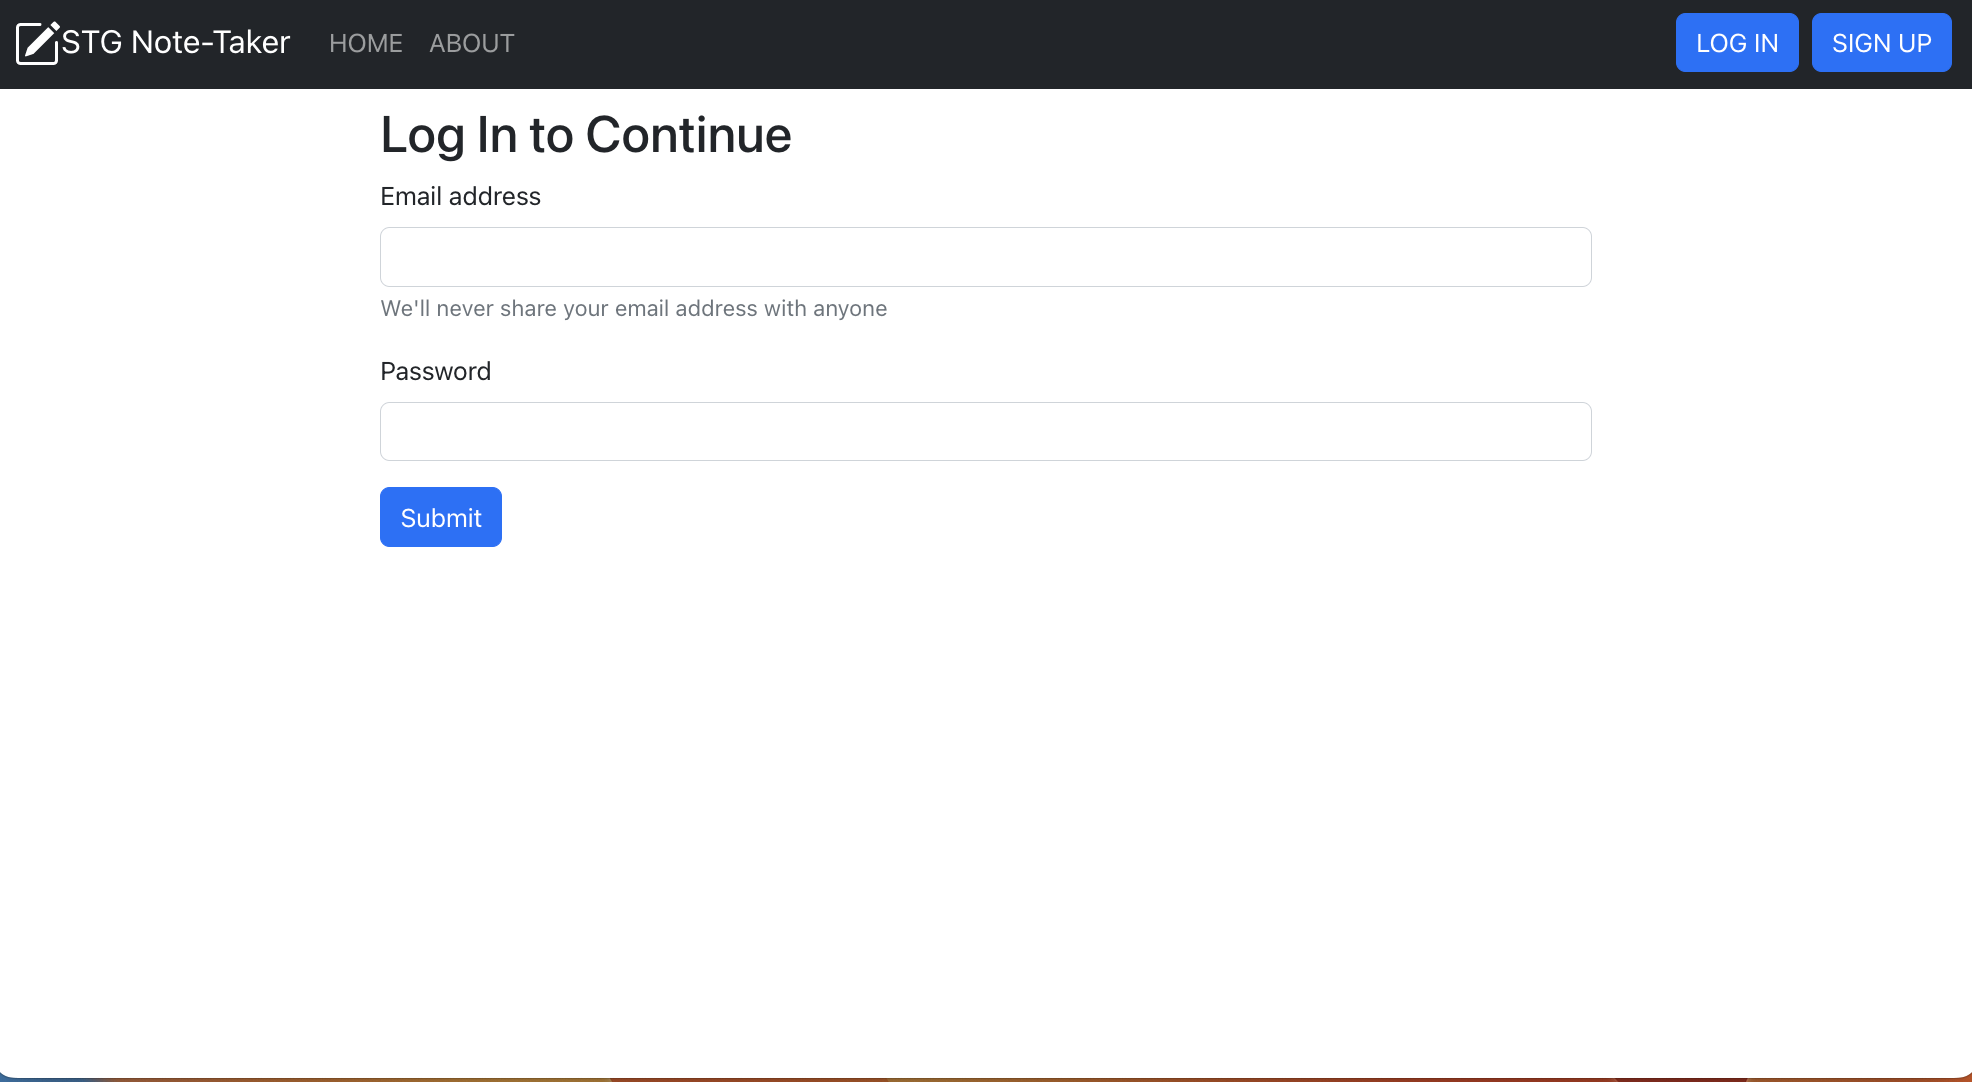 STG Note-Taker HOME ABOUT LOG IN SIGN UP
Log In to Continue
Email address
We'll never share your email address with anyone
Password
Submit